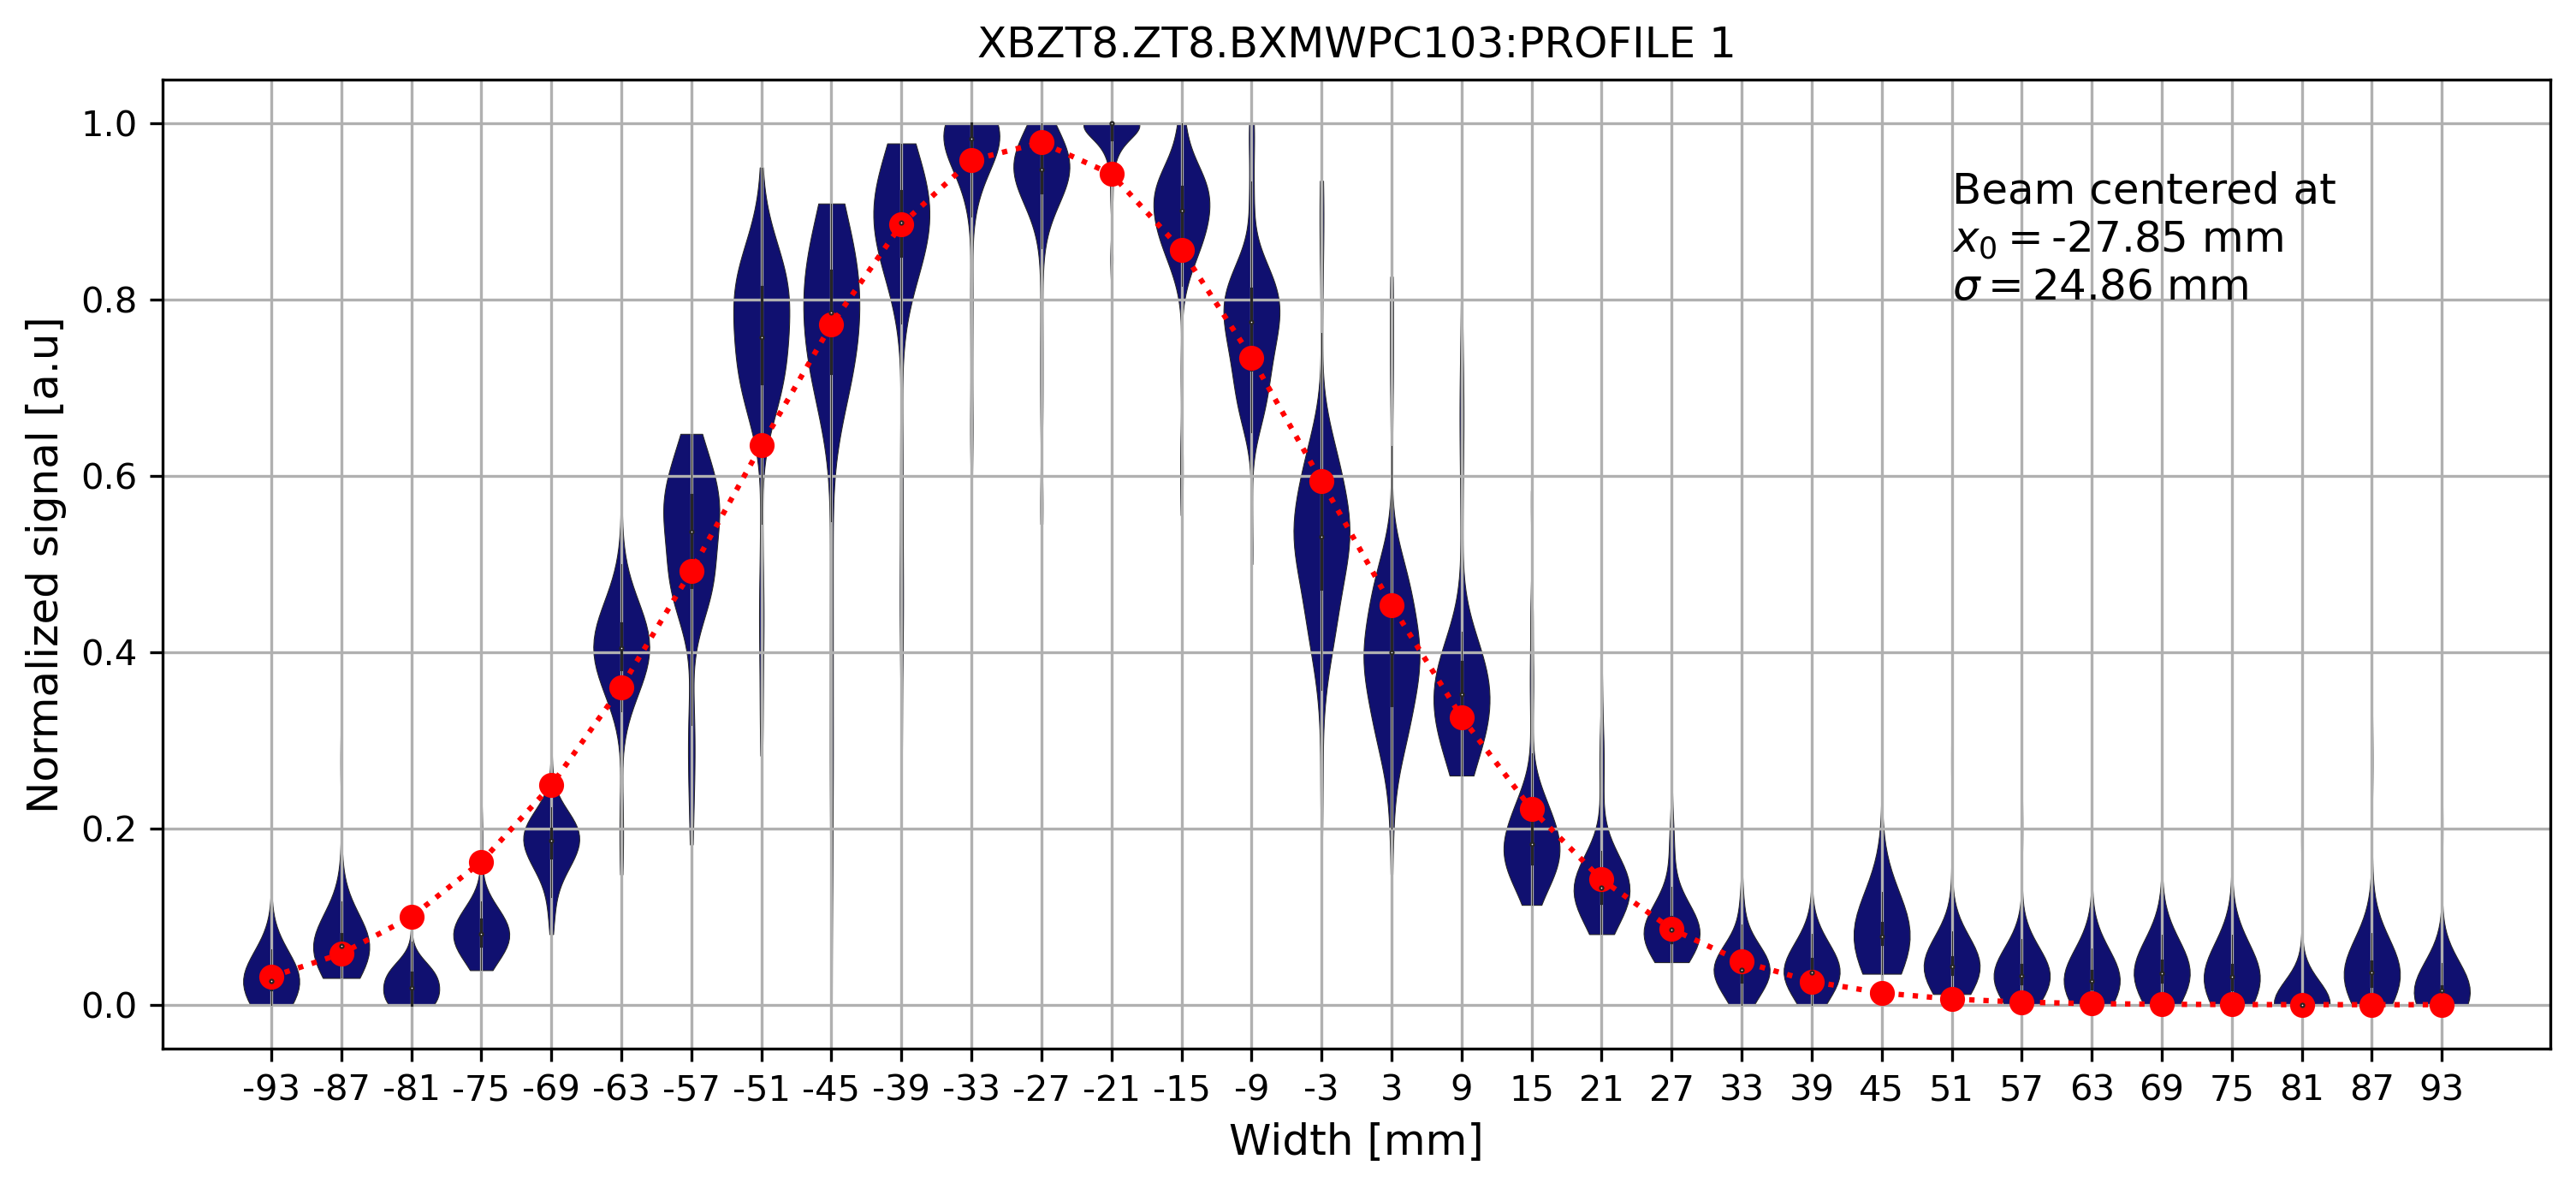 XBZT8.ZT8.BXMWPC103:PROFILE 1
Normalized signal [a.u]
1.0
0.8
0.6
0.4
0.2
0.0
Beam centered at
x₀ = -27.85 mm
σ = 24.86 mm
-93 -87 -81 -75 -69 -63 -57 -51 -45 -39 -33 -27 -21 -15 -9 -3 3 9 15 21 27 33 39 45 51 57 63 69 75 81 87 93
Width [mm]